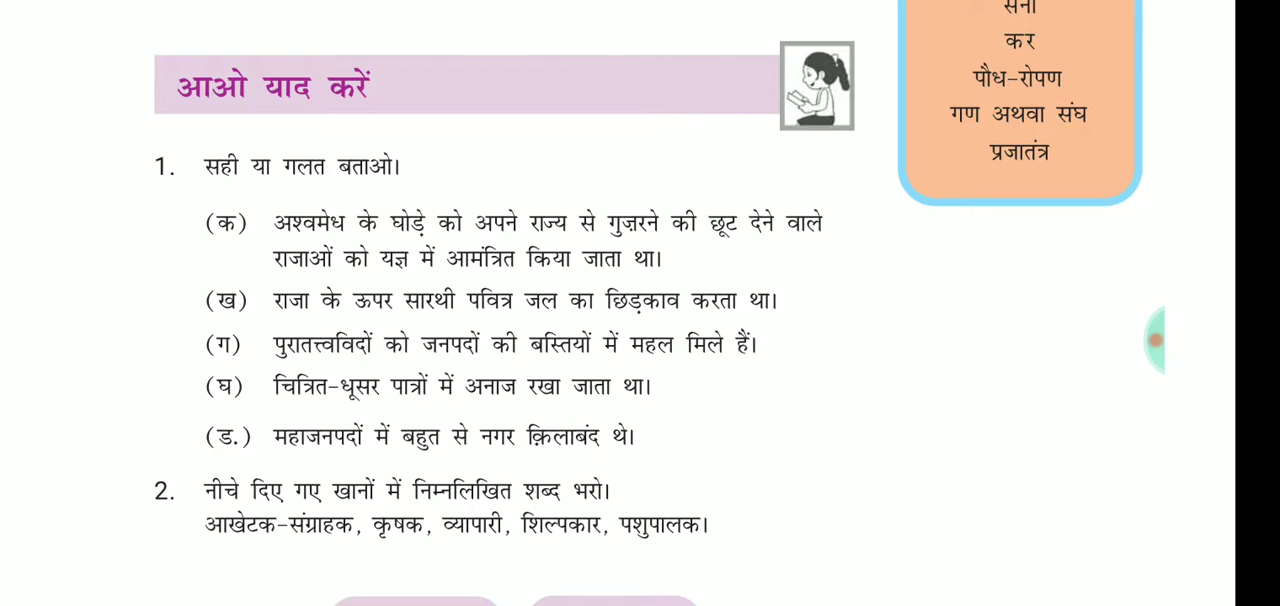 सेना
कर
पौध-रोपण
गण अथवा संघ
प्रजातंत्र
आओ याद करें
1. सही या गलत बताओ।
(क) अश्वमेध के घोड़े को अपने राज्य से गुज़रने की छूट देने वाले
राजाओं को यज्ञ में आमंत्रित किया जाता था।
(ख) राजा के ऊपर सारथी पवित्र जल का छिड़काव करता था।
(ग) पुरातत्त्वविदों को जनपदों की बस्तियों में महल मिले हैं।
(घ) चित्रित-धूसर पात्रों में अनाज रखा जाता था।
(ड.) महाजनपदों में बहुत से नगर क़िलाबंद थे।
2. नीचे दिए गए खानों में निम्नलिखित शब्द भरो।
आखेटक-संग्राहक, कृषक, व्यापारी, शिल्पकार, पशुपालक।